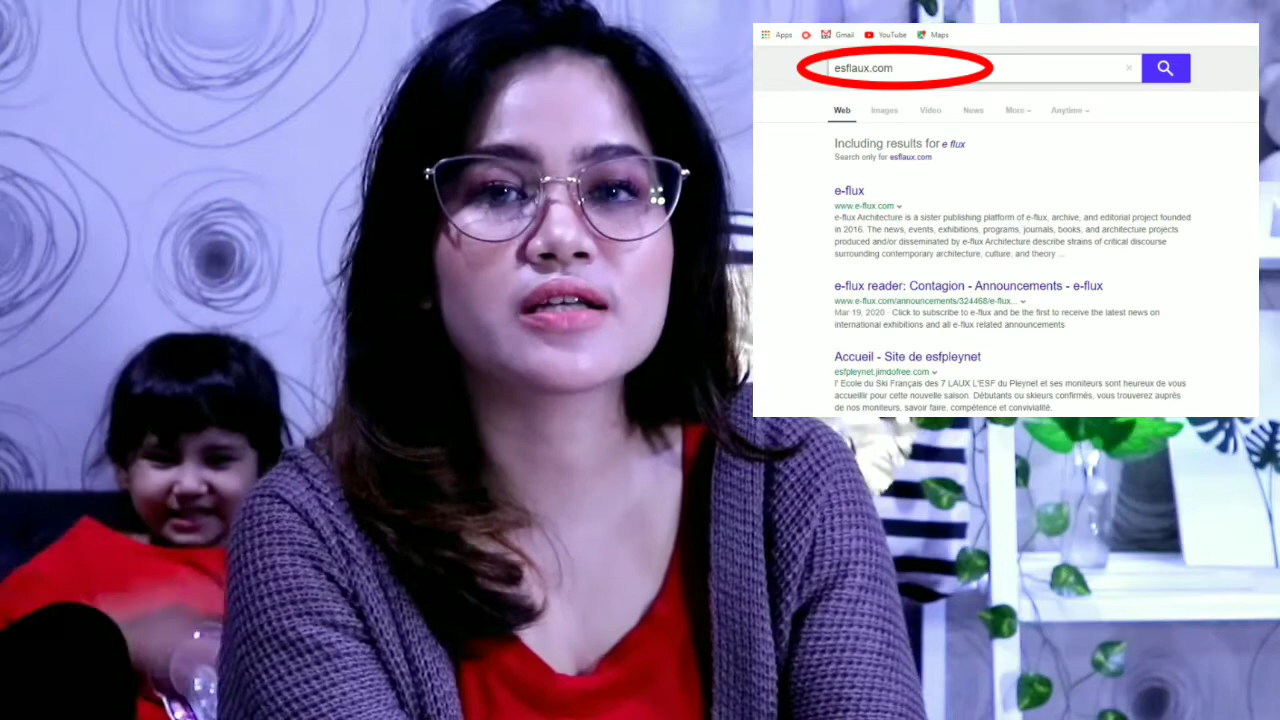 Apps Gmail YouTube Maps
esflaux.com ×
Web Images Video News More Anytime
Including results for e flux
Search only for esflaux.com
e-flux
www.e-flux.com
e-flux Architecture is a sister publishing platform of e-flux, archive, and editorial project founded
in 2016. The news, events, exhibitions, programs, journals, books, and architecture projects
produced and/or disseminated by e-flux Architecture describe strains of critical discourse
surrounding contemporary architecture, culture, and theory ...
e-flux reader: Contagion - Announcements - e-flux
www.e-flux.com/announcements/324468/e-flux...
Mar 19, 2020 · Click to subscribe to e-flux and be the first to receive the latest news on
international exhibitions and all e-flux related announcements
Accueil - Site de esfpleynet
esfpleynet.jimdofree.com
l' Ecole du Ski Français des 7 LAUX L'ESF du Pleynet et ses moniteurs sont heureux de vous
accueillir pour cette nouvelle saison. Débutants ou skieurs confirmés, vous trouverez auprès
de nos moniteurs, savoir faire, compétence et convivialité.